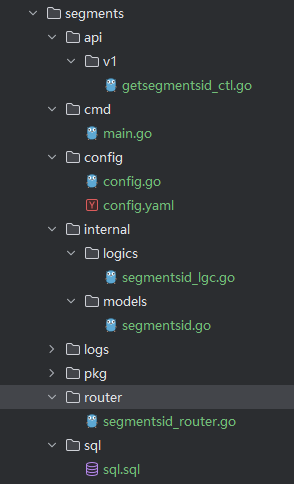 segments
api
v1
getsegmentsid_ctl.go
cmd
main.go
config
config.go
config.yaml
internal
logics
segmentsid_lgc.go
models
segmentsid.go
logs
pkg
router
segmentsid_router.go
sql
sql.sql